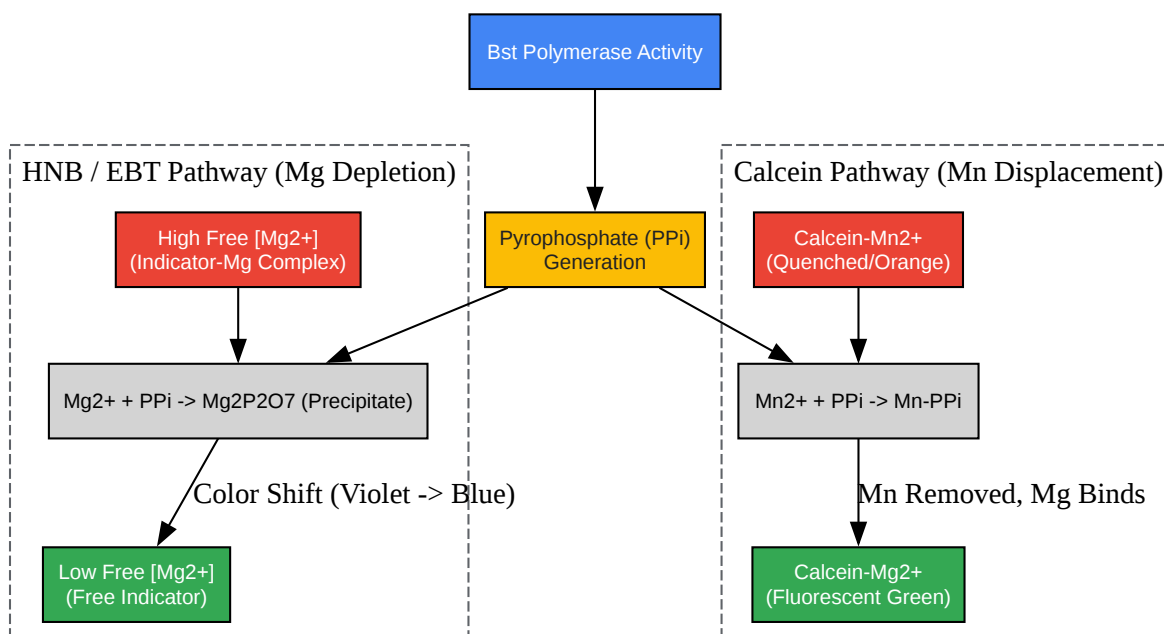 Bst Polymerase Activity
HNB / EBT Pathway (Mg Depletion)
Calcein Pathway (Mn Displacement)
High Free [Mg2+]
(Indicator-Mg Complex)
Pyrophosphate (PPi)
Generation
Calcein-Mn2+
(Quenched/Orange)
Mg2+ + PPi -> Mg2P2O7 (Precipitate)
Mn2+ + PPi -> Mn-PPi
Color Shift (Violet -> Blue)
Mn Removed, Mg Binds
Low Free [Mg2+]
(Free Indicator)
Calcein-Mg2+
(Fluorescent Green)